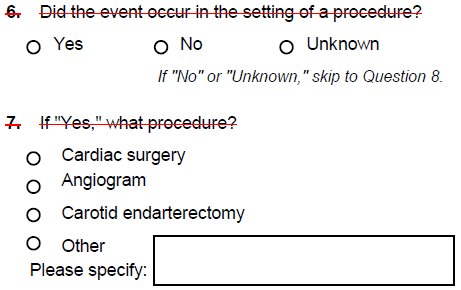 6. Did the event occur in the setting of a procedure?
Yes No Unknown
If "No" or "Unknown," skip to Question 8.
7. If "Yes," what procedure?
Cardiac surgery
Angiogram
Carotid endarterectomy
Other
Please specify: